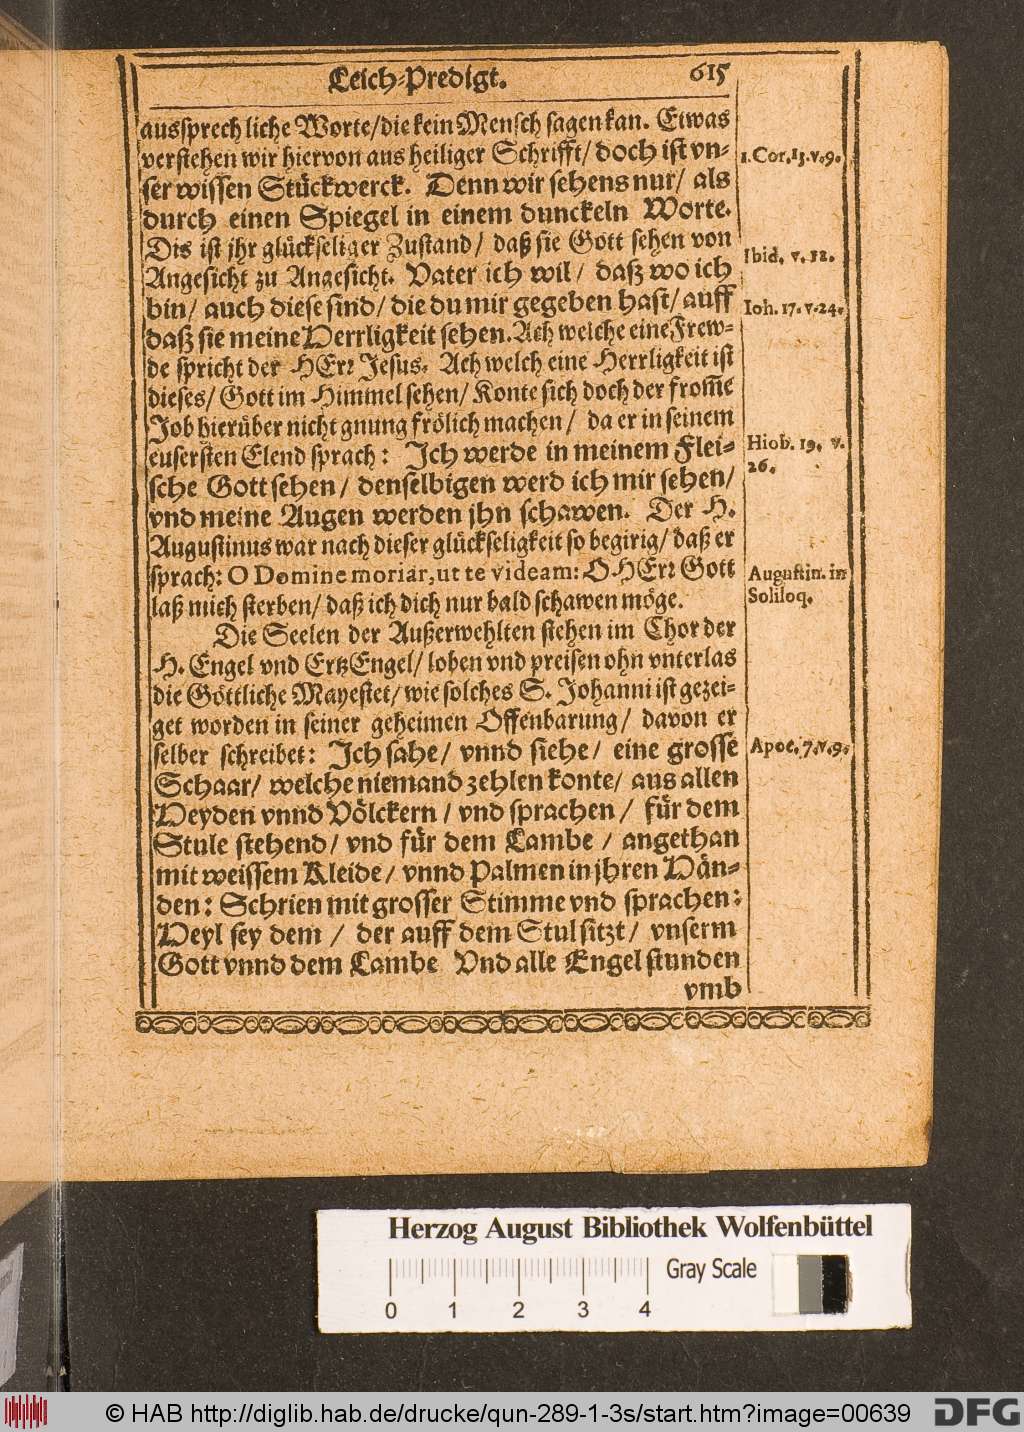 Leich-Predigt. 615
aussprechliche Worte/die kein Mensch sagen kan. Etwas
verstehen wir hiervon aus heiliger Schrifft/ doch ist vn-
ser wissen Stückwerck. Denn wir sehens nur/ als
durch einen Spiegel in einem dunckeln Worte.
Dis ist jhr glückseliger Zustand/ daß sie Gott sehen von
Angesicht zu Angesicht. Vater ich wil/ daß wo ich
bin/ auch diese sind/ die du mir gegeben hast/ auff
daß sie meine Herrligkeit sehen. Ach welche eine Frew-
de spricht der HErr Jesus. Ach welch eine Herrligkeit ist
dieses/ Gott im Himmel sehen/ Konte sich doch der from̃e
Job hierüber nicht gnung frölich machen/ da er in seinem
eusersten Elend sprach: Ich werde in meinem Flei-
sche Gott sehen/ denselbigen werd ich mir sehen/
vnd meine Augen werden jhn schawen. Der H.
Augustinus war nach dieser glückseligkeit so begirig/ daß er
sprach: O Domine moriar, ut te videam: O HErr Gott
laß mich sterben/ daß ich dich nur bald schawen möge.
Die Seelen der Außerwehlten stehen im Chor der
H. Engel vnd ErtzEngel/ loben vnd preisen ohn vnterlas
die Göttliche Mayestet/ wie solches S. Johanni ist gezei-
get worden in seiner geheimen Offenbarung/ davon er
selber schreibet: Ich sahe/ vnnd siehe/ eine grosse
Schaar/ welche niemand zehlen konte/ aus allen
Heyden vnnd Völckern/ vnd sprachen/ für dem
Stule stehend/ vnd für dem Lambe/ angethan
mit weissem Kleide/ vnnd Palmen in jhren Hän-
den: Schrien mit grosser Stimme vnd sprachen:
Heyl sey dem/ der auff dem Stul sitzt/ vnserm
Gott vnnd dem Lambe Vnd alle Engel stunden
vmb
1. Cor. 13. v. 9.
Ibid. v. 12.
Ioh. 17. v. 24.
Hiob. 19. v.
26.
Augustin. in
Soliloq.
Apoc. 7. v. 9.
Herzog August Bibliothek Wolfenbüttel
Gray Scale
0 1 2 3 4
© HAB http://diglib.hab.de/drucke/qun-289-1-3s/start.htm?image=00639 DFG